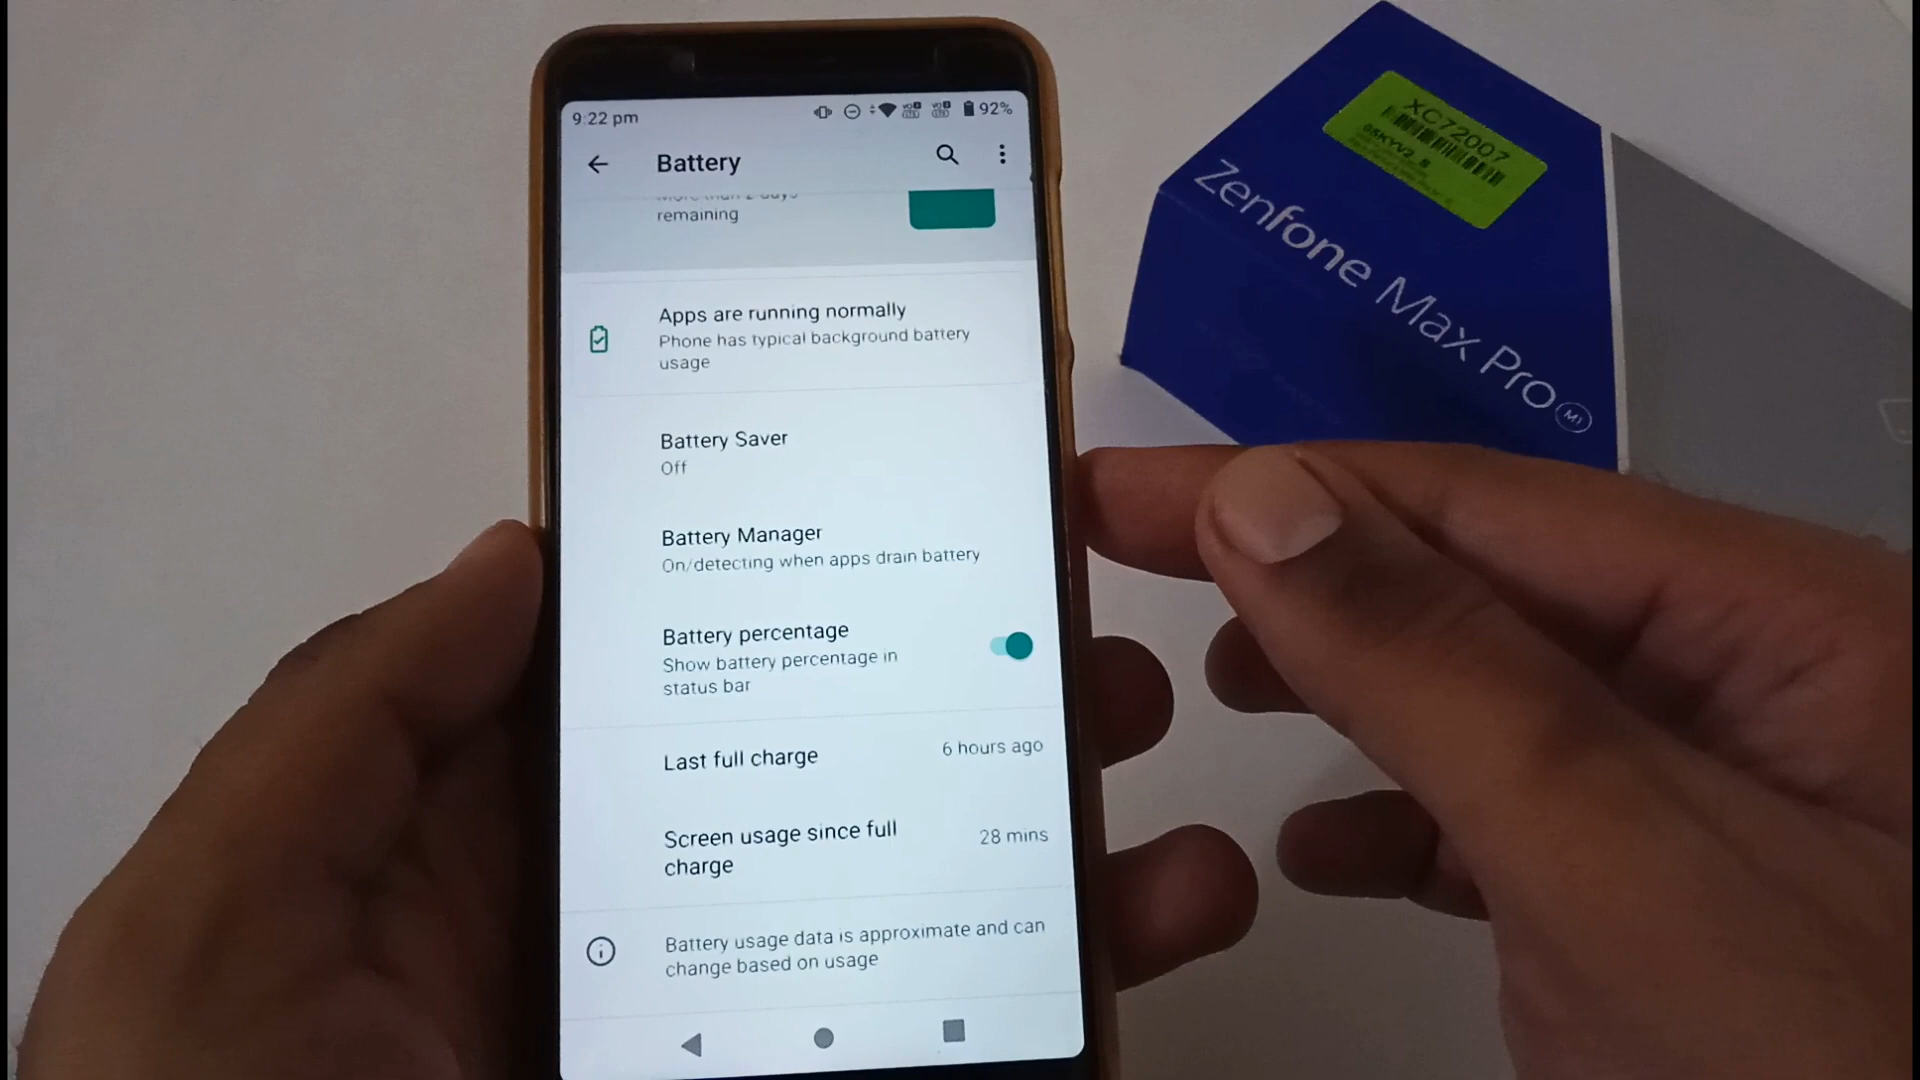 9:22 pm
92%
Battery
remaining
Apps are running normally
Phone has typical background battery
usage
Battery Saver
Off
Battery Manager
On/detecting when apps drain battery
Battery percentage
Show battery percentage in
status bar
Last full charge
6 hours ago
Screen usage since full
charge
28 mins
Battery usage data is approximate and can
change based on usage
XC72007
Zenfone Max Pro M1